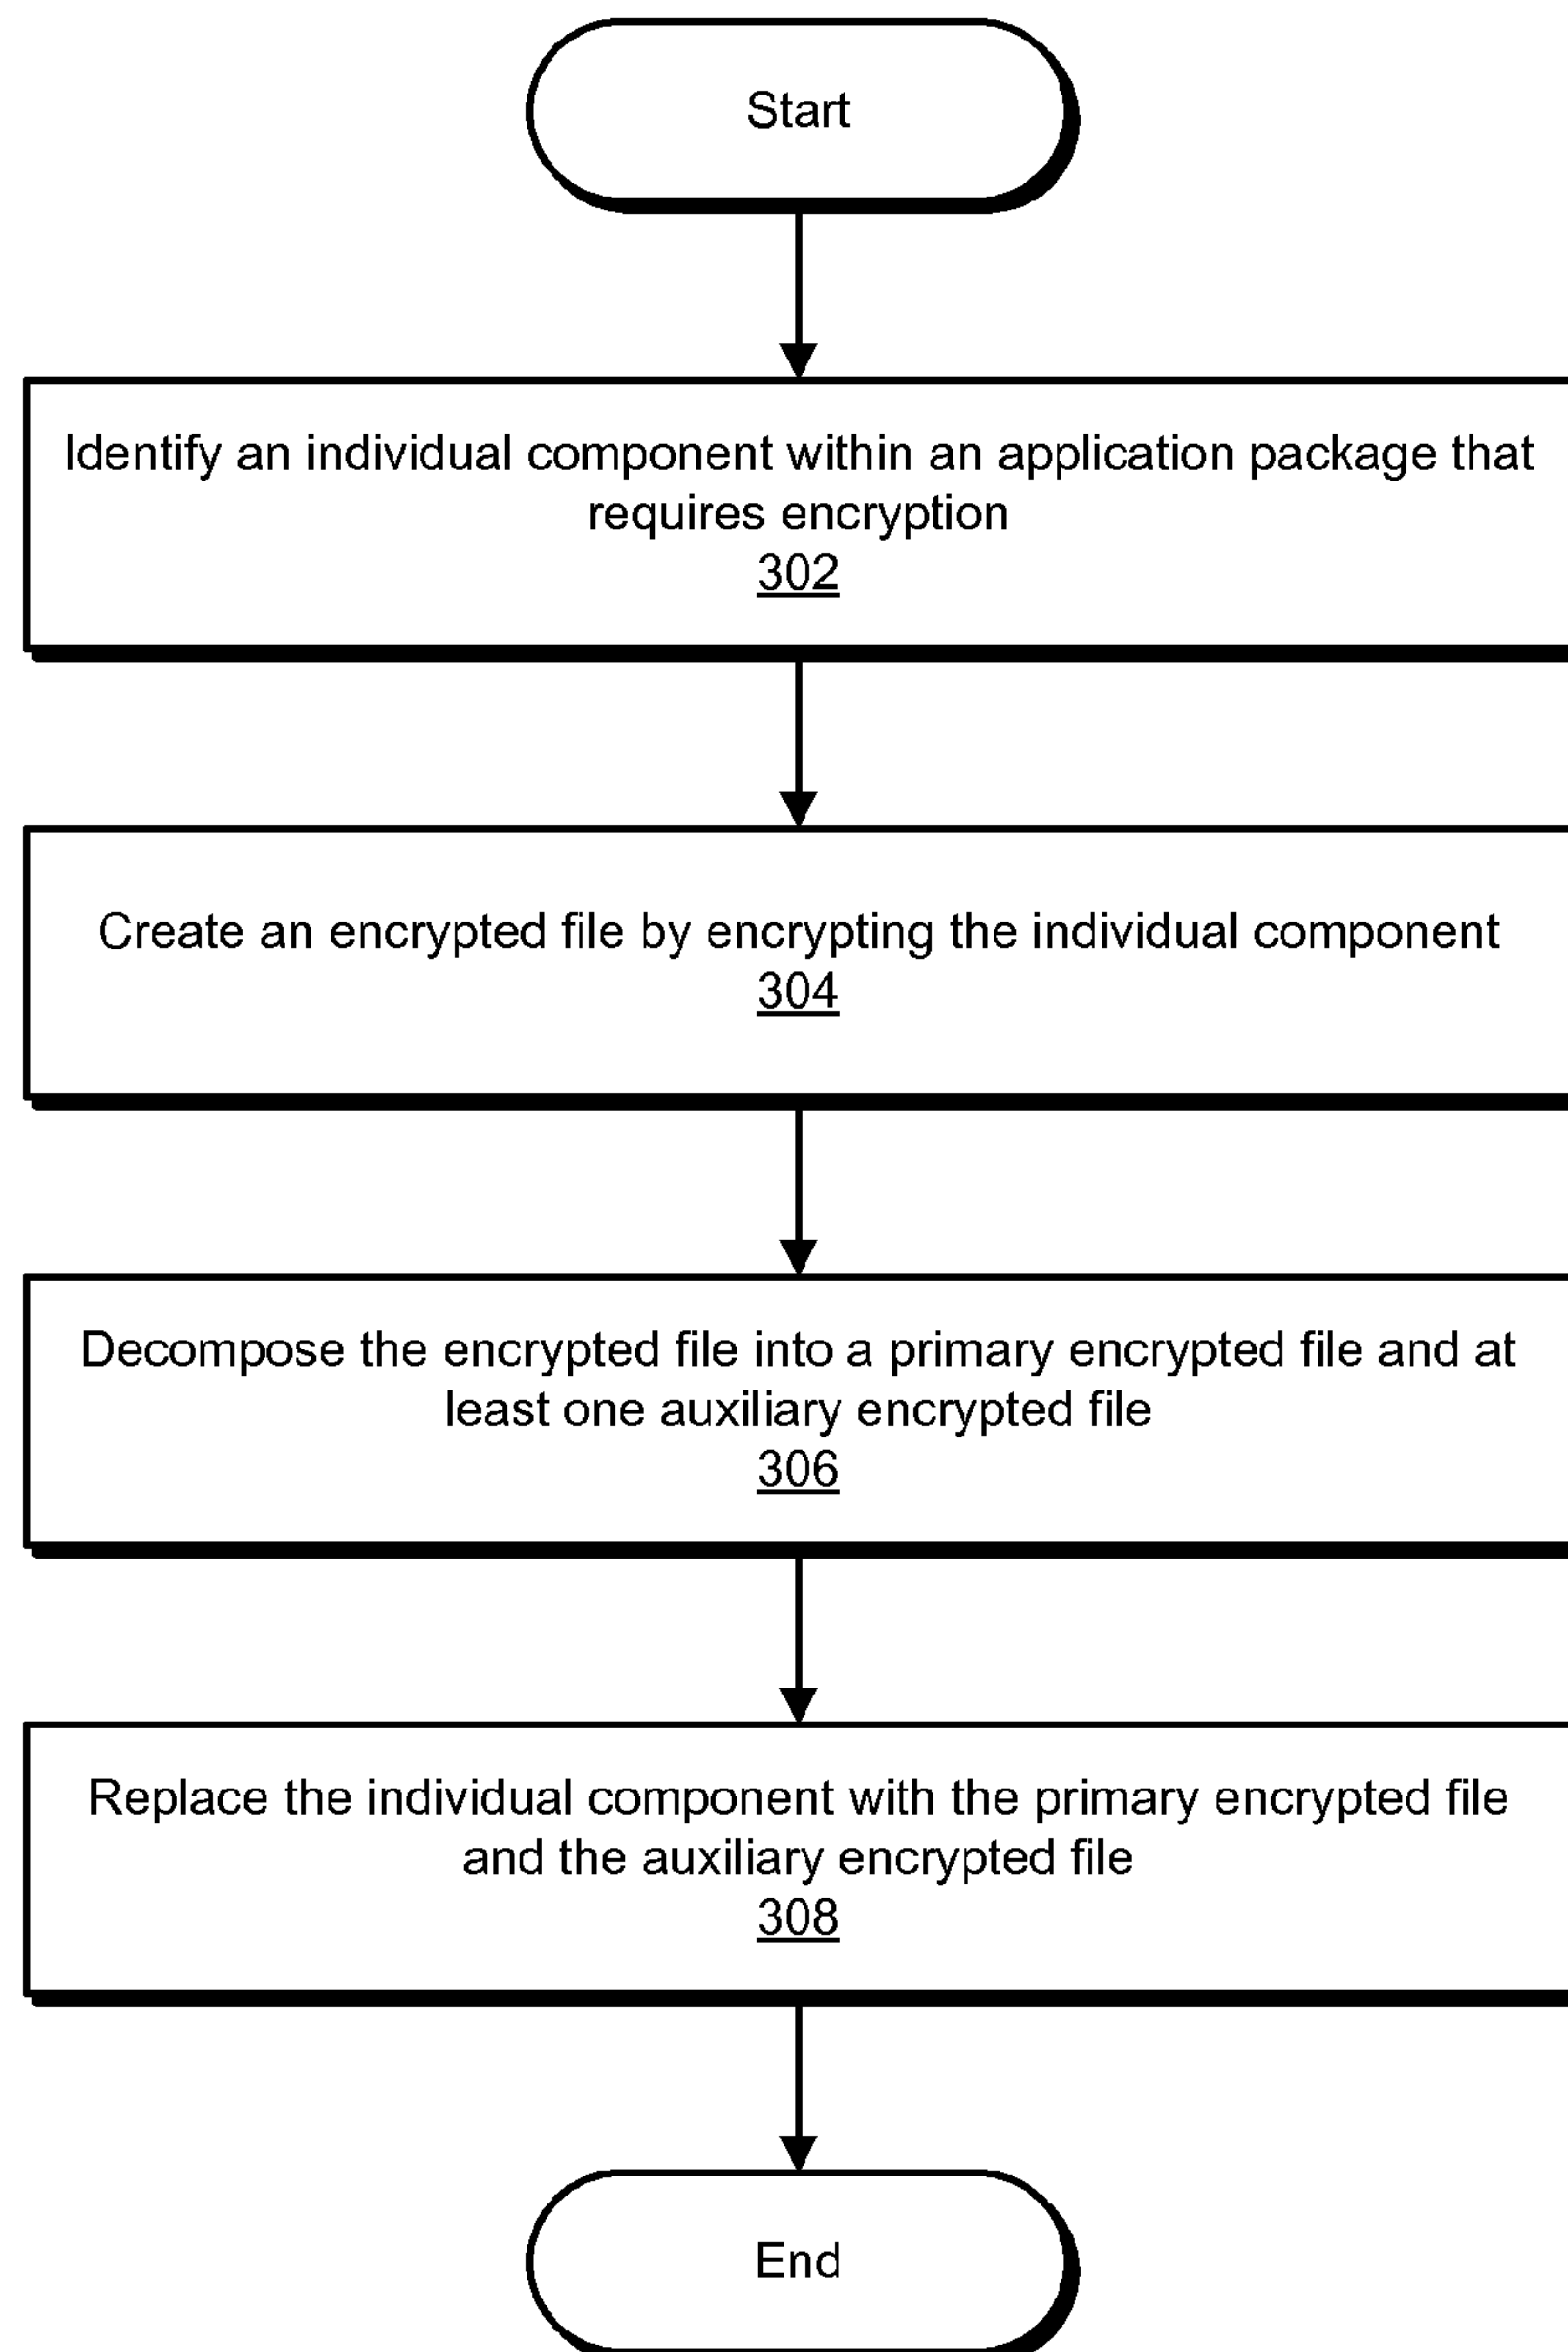 Start
Identify an individual component within an application package that
requires encryption
302
Create an encrypted file by encrypting the individual component
304
Decompose the encrypted file into a primary encrypted file and at
least one auxiliary encrypted file
306
Replace the individual component with the primary encrypted file
and the auxiliary encrypted file
308
End